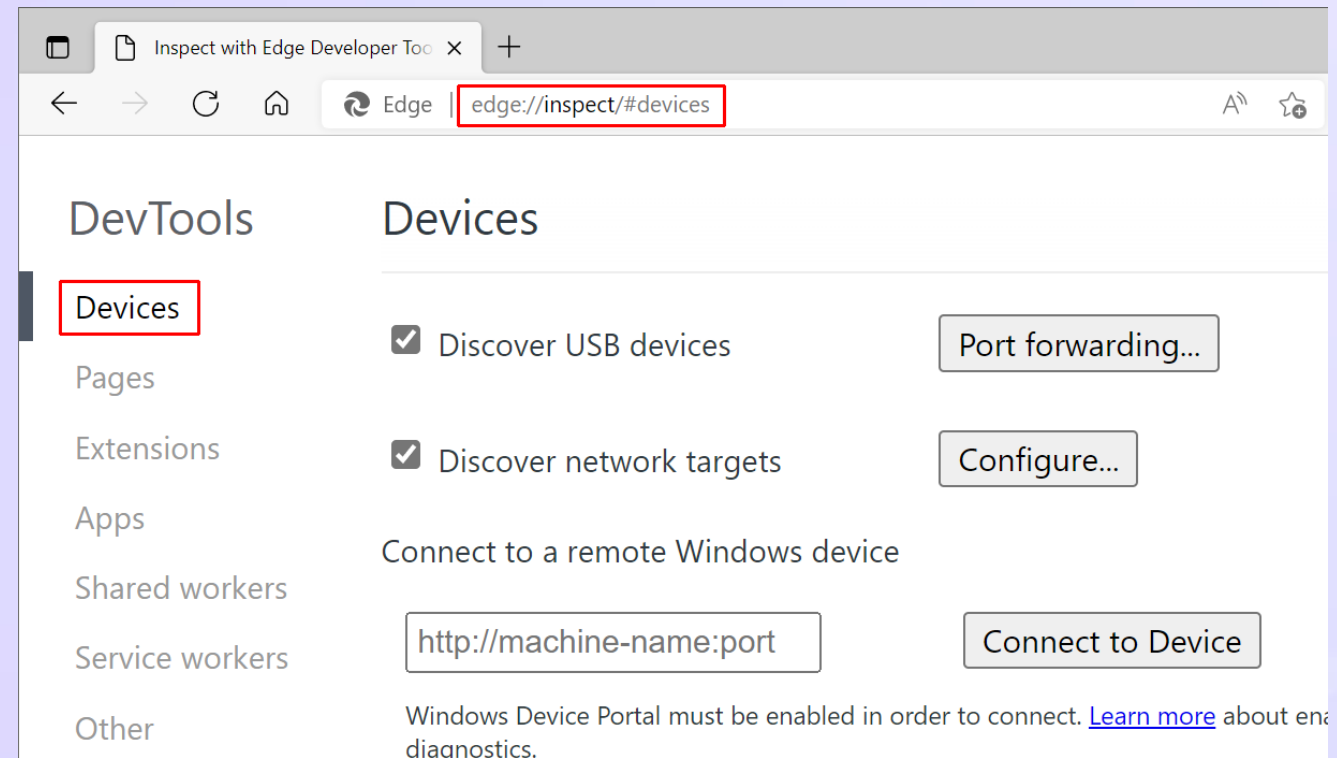 Inspect with Edge Developer Too
Edge | edge://inspect/#devices
DevTools
Devices
Pages
Extensions
Apps
Shared workers
Service workers
Other
Devices
Discover USB devices Port forwarding...
Discover network targets Configure...
Connect to a remote Windows device
http://machine-name:port Connect to Device
Windows Device Portal must be enabled in order to connect. Learn more about
diagnostics.